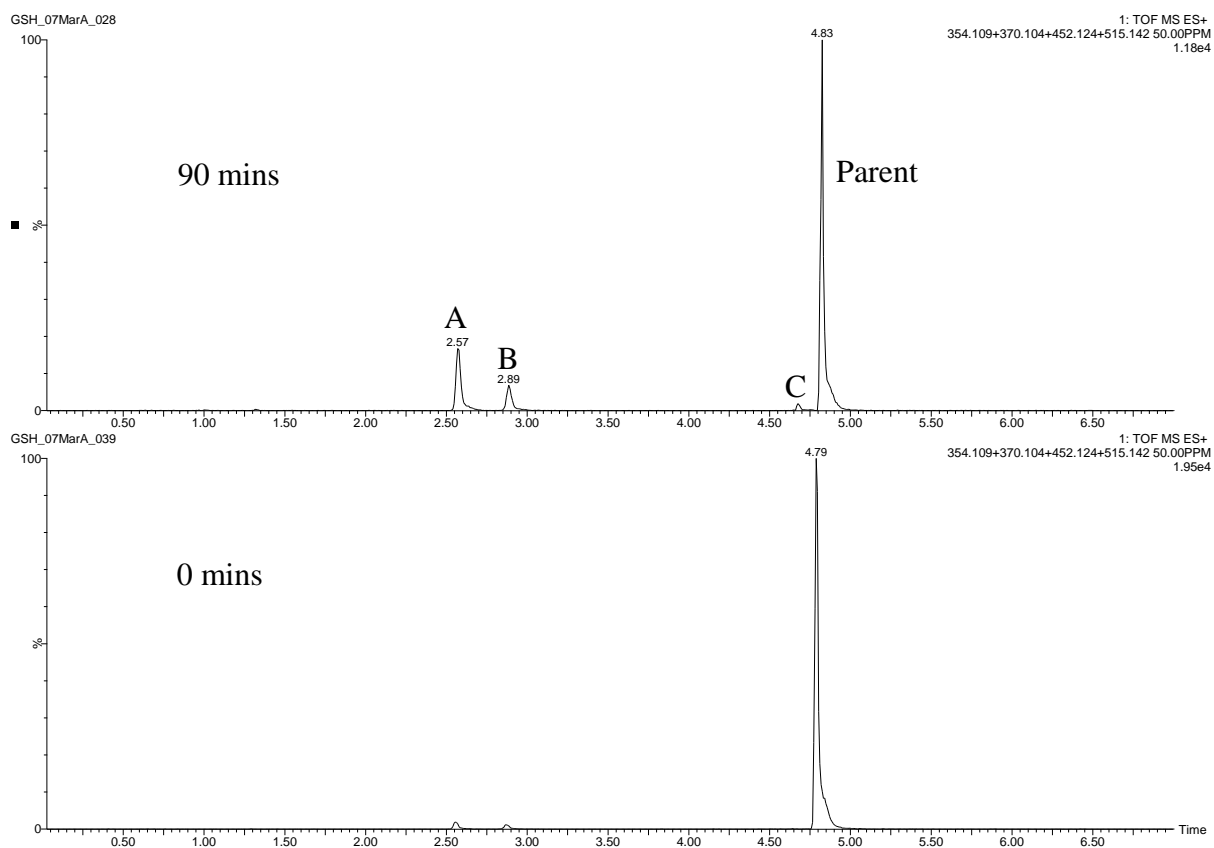 GSH_07MarA_028
1: TOF MS ES+
354.109+370.104+452.124+515.142 50.00PPM
1.18e4
100
4.83
90 mins
Parent
%
A
2.57
B
2.89
C
0
0.50 1.00 1.50 2.00 2.50 3.00 3.50 4.00 4.50 5.00 5.50 6.00 6.50
GSH_07MarA_039
1: TOF MS ES+
354.109+370.104+452.124+515.142 50.00PPM
1.95e4
100
4.79
0 mins
%
0
Time
0.50 1.00 1.50 2.00 2.50 3.00 3.50 4.00 4.50 5.00 5.50 6.00 6.50